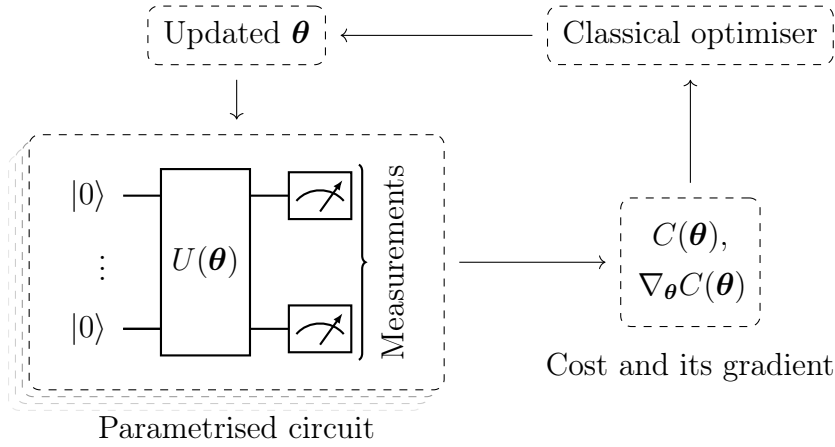 Updated θ
Classical optimiser
|0⟩
⋮
|0⟩
U(θ)
Measurements
C(θ),
∇θC(θ)
Cost and its gradient
Parametrised circuit